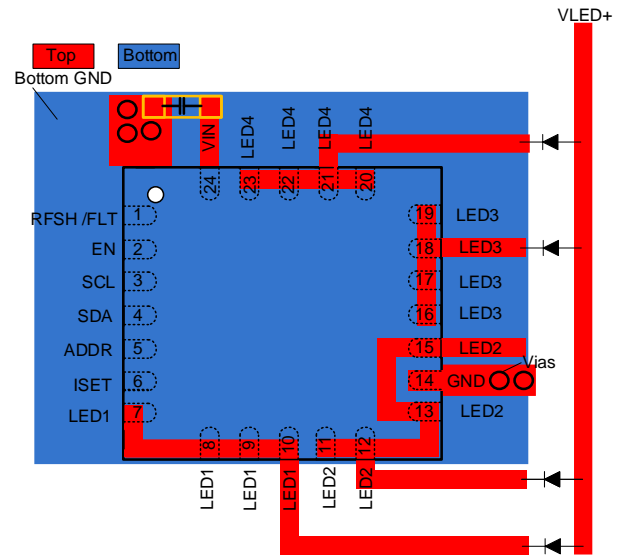 VLED+
Top
Bottom
Bottom GND
VIN
LED4
LED4
LED4
LED4
24
23
22
21
20
RFSH /FLT
1
19
LED3
EN
2
18
LED3
SCL
3
17
LED3
SDA
4
16
LED3
ADDR
5
15
LED2
Vias
ISET
6
14
GND
LED1
7
13
LED2
8
9
10
11
12
LED1
LED1
LED1
LED2
LED2